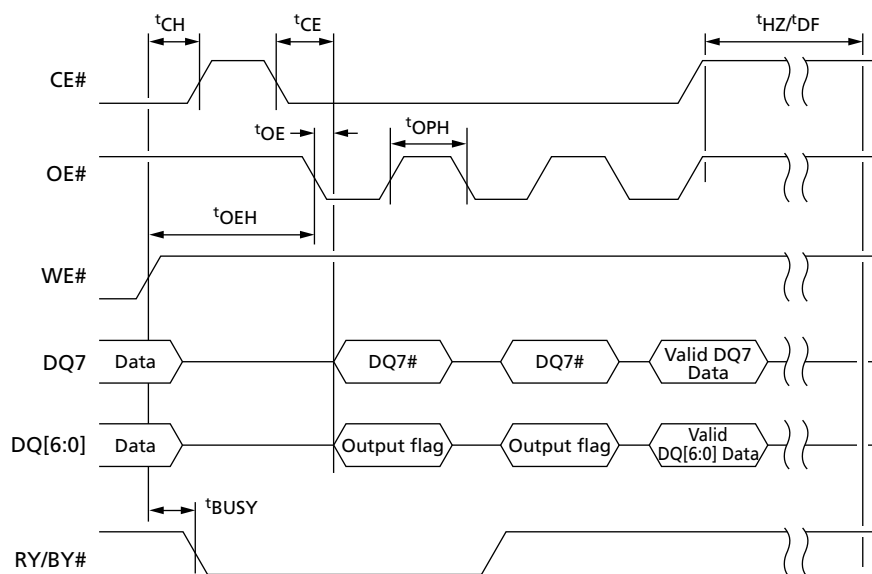 tCH
tCE
tHZ/tDF
CE#
tOE
tOPH
OE#
tOEH
WE#
DQ7
Data
DQ7#
DQ7#
Valid DQ7
Data
DQ[6:0]
Data
Output flag
Output flag
Valid
DQ[6:0] Data
tBUSY
RY/BY#